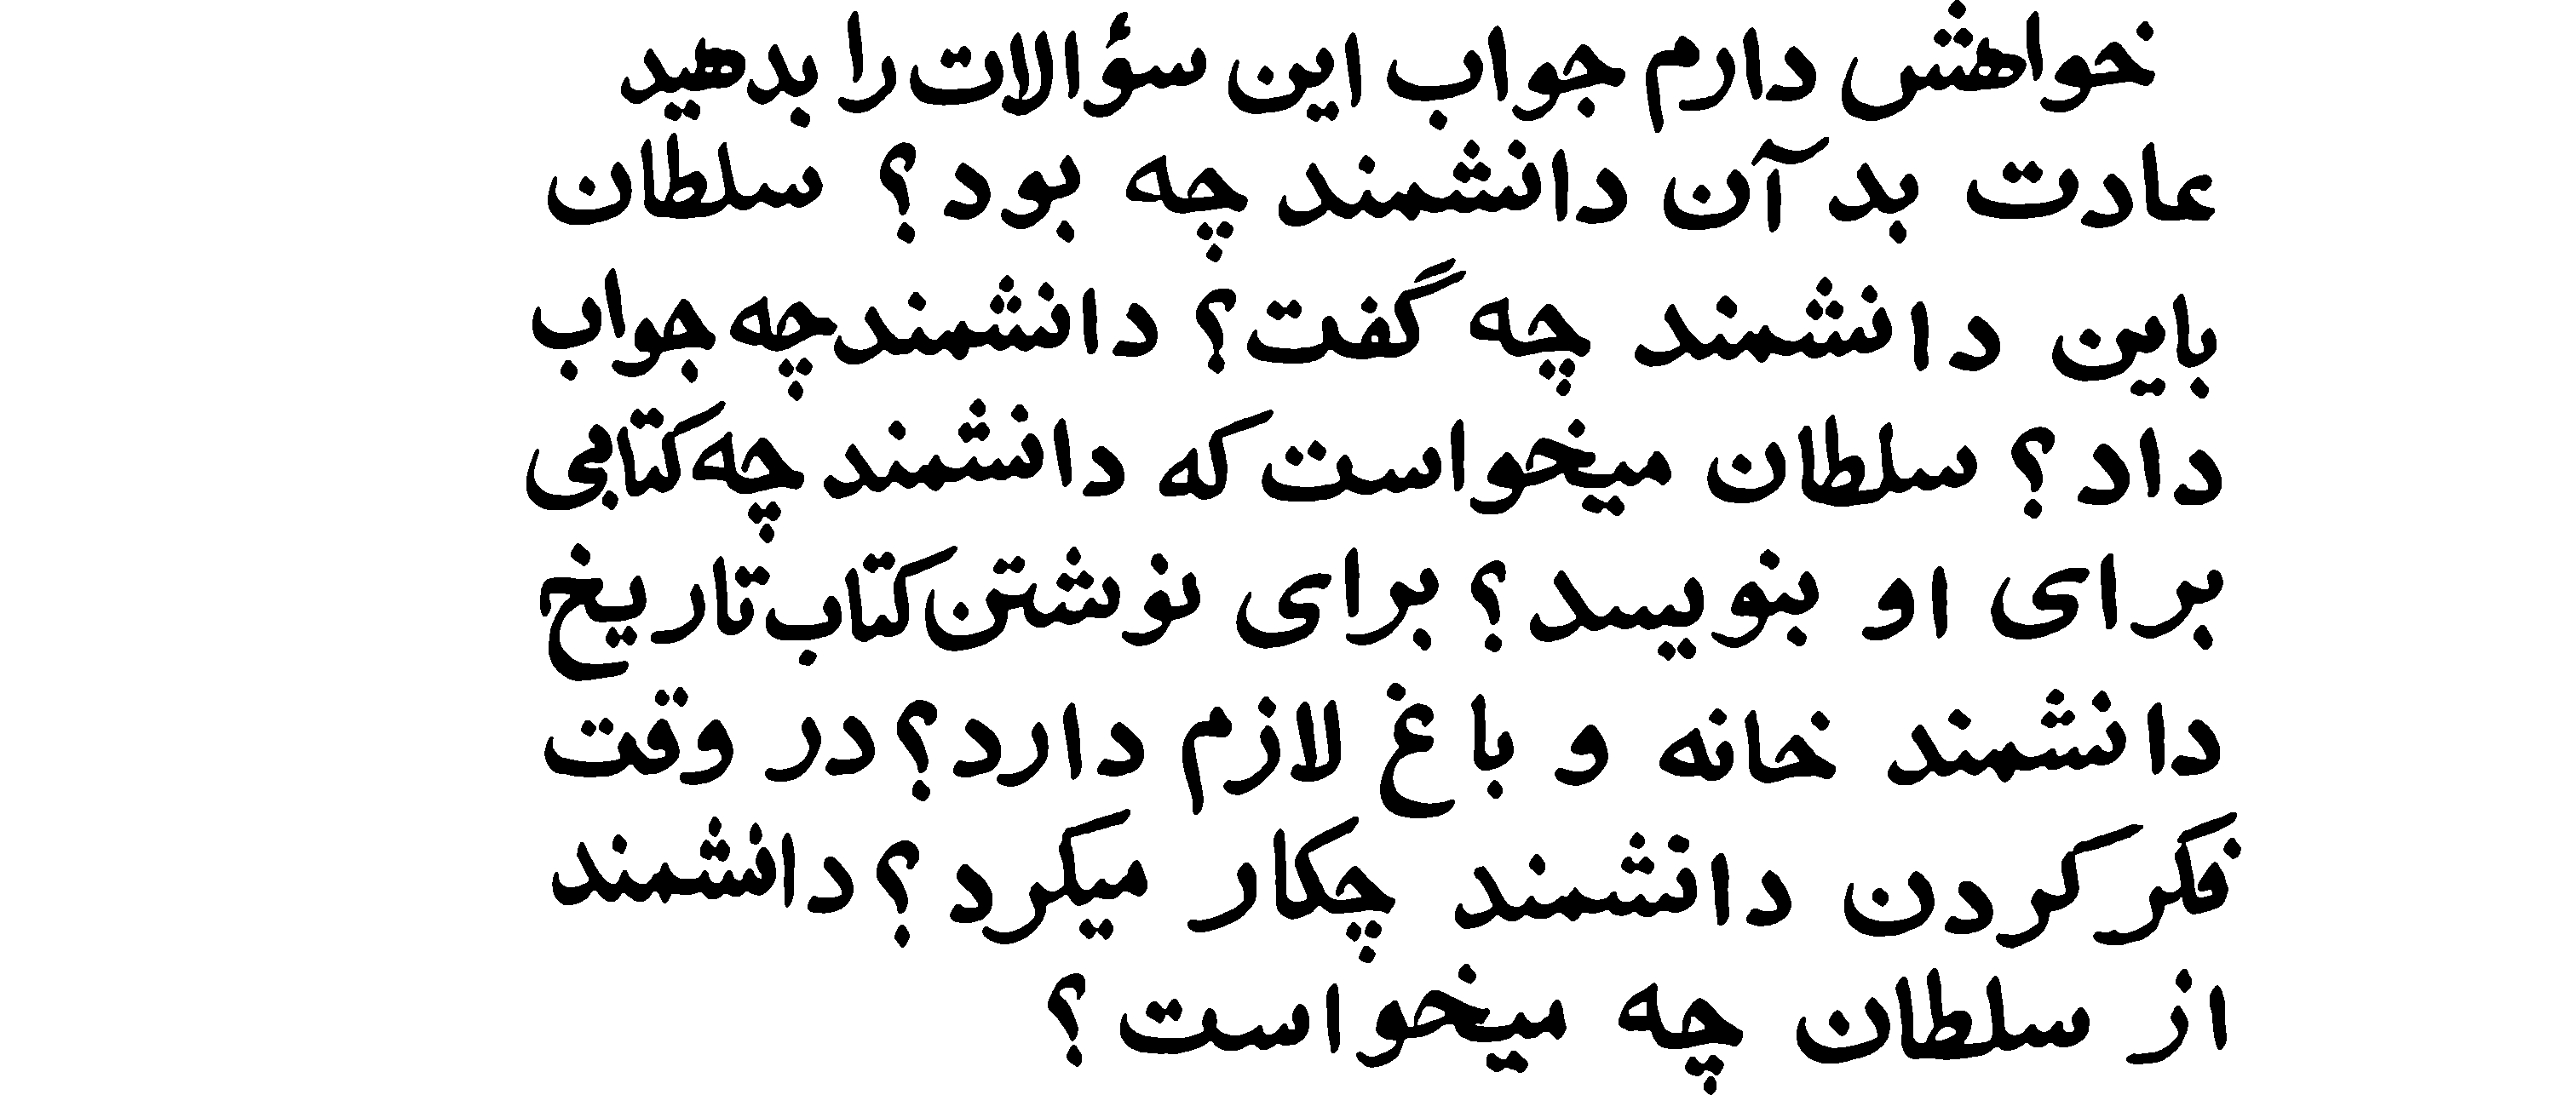 خواهش دارم جواب این سؤالات را بدهید
عادت بد آن دانشمند چه بود؟ سلطان
باین دانشمند چه گفت؟ دانشمند چه جواب
داد؟ سلطان میخواست که دانشمند چه کتابی
برای او بنویسد؟ برای نوشتن کتاب تاریخ
دانشمند خانه و باغ لازم دارد؟ در وقت
فکر کردن دانشمند چکار میکرد؟ دانشمند
از سلطان چه میخواست؟